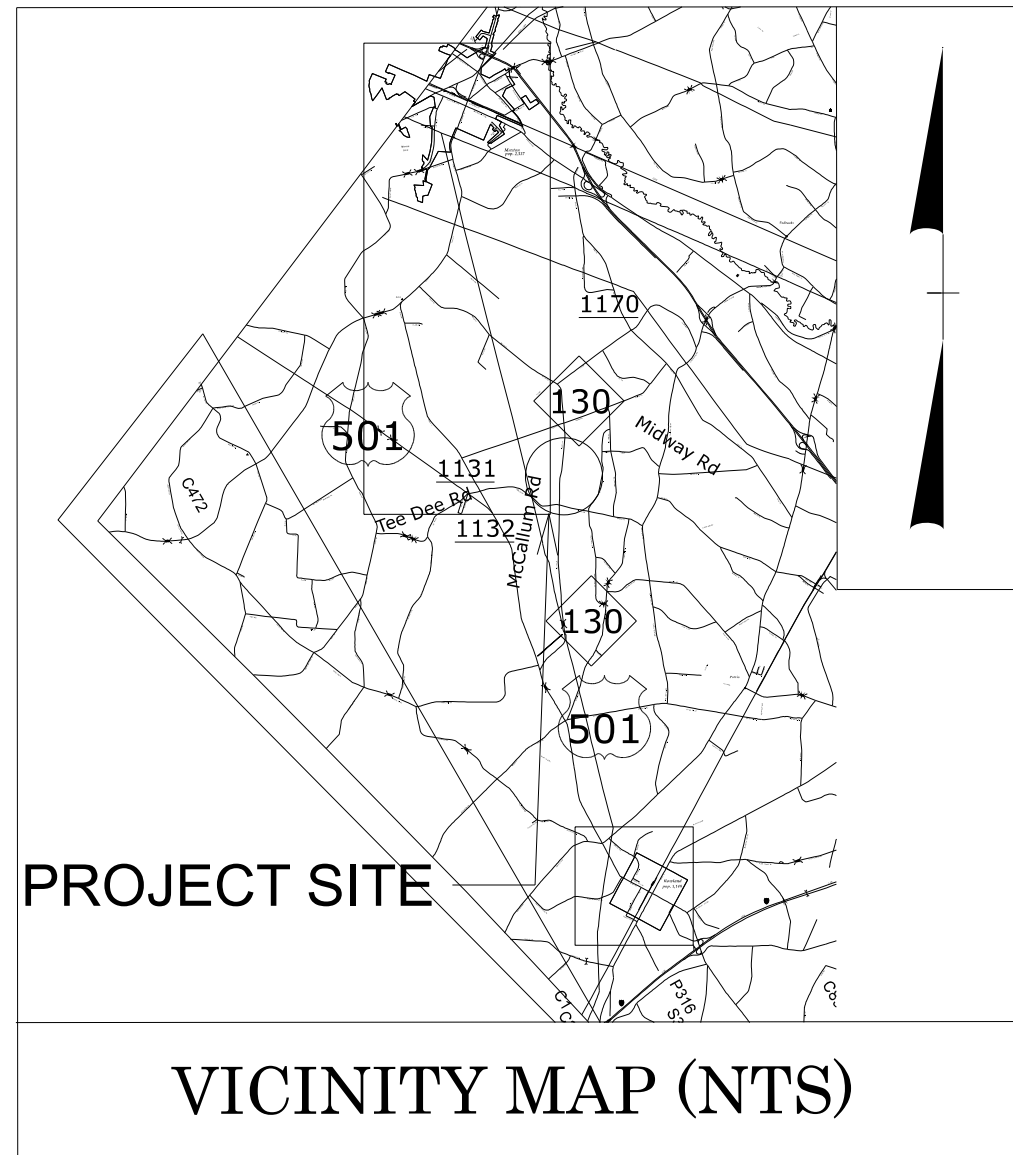 1170
130
501
Midway Rd
1131
Tee Dee Rd
C472
McCallum Rd
1132
130
501
PROJECT SITE
P316
C1
VICINITY MAP (NTS)